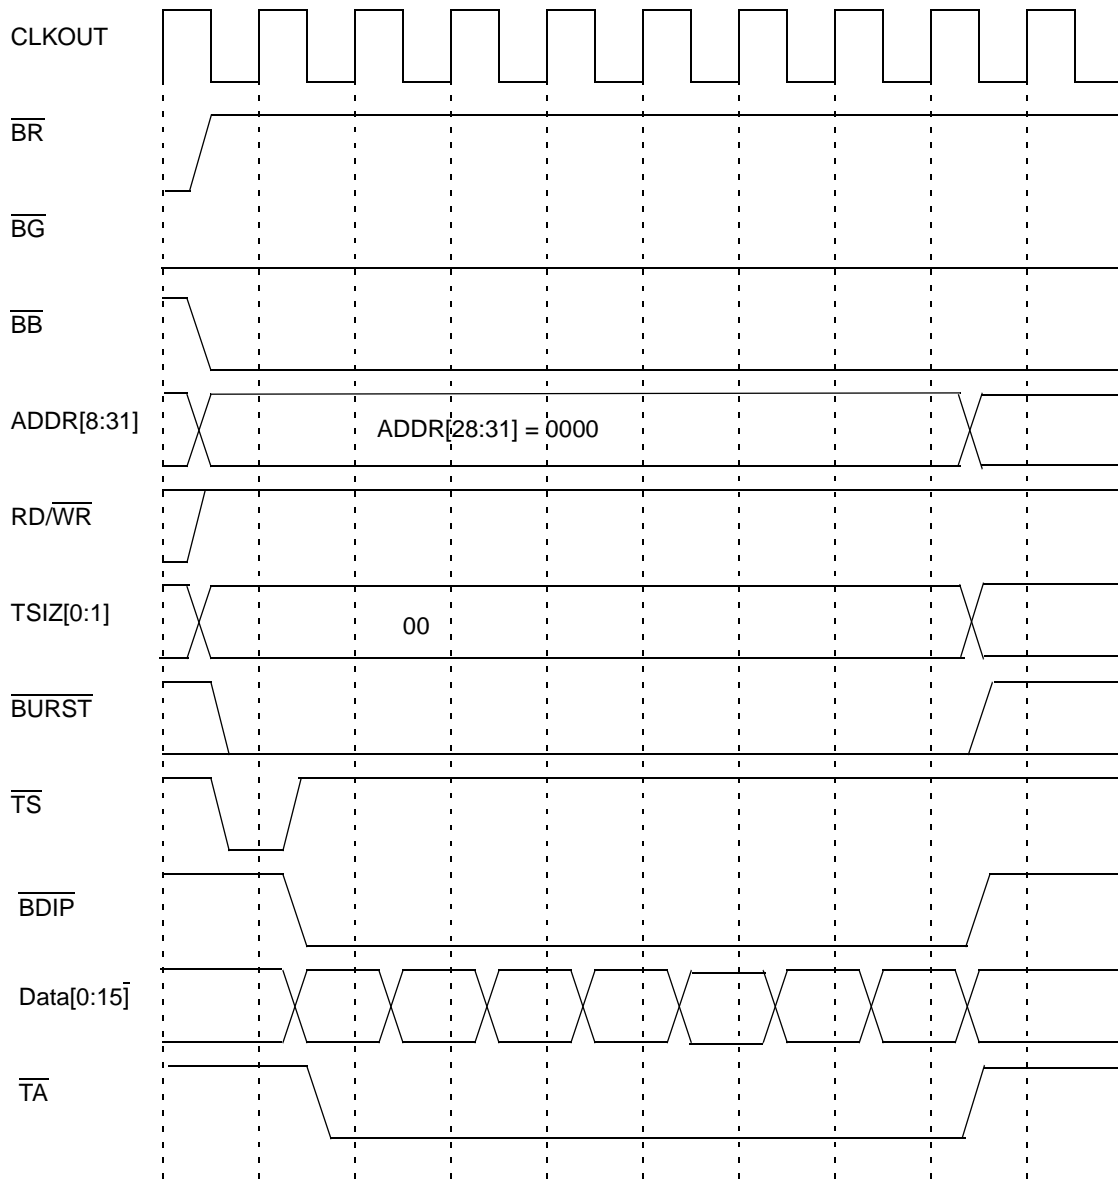 CLKOUT
BR
BG
BB
ADDR[8:31]
ADDR[28:31] = 0000
RD/WR
TSIZ[0:1]
00
BURST
TS
BDIP
Data[0:15]
TA